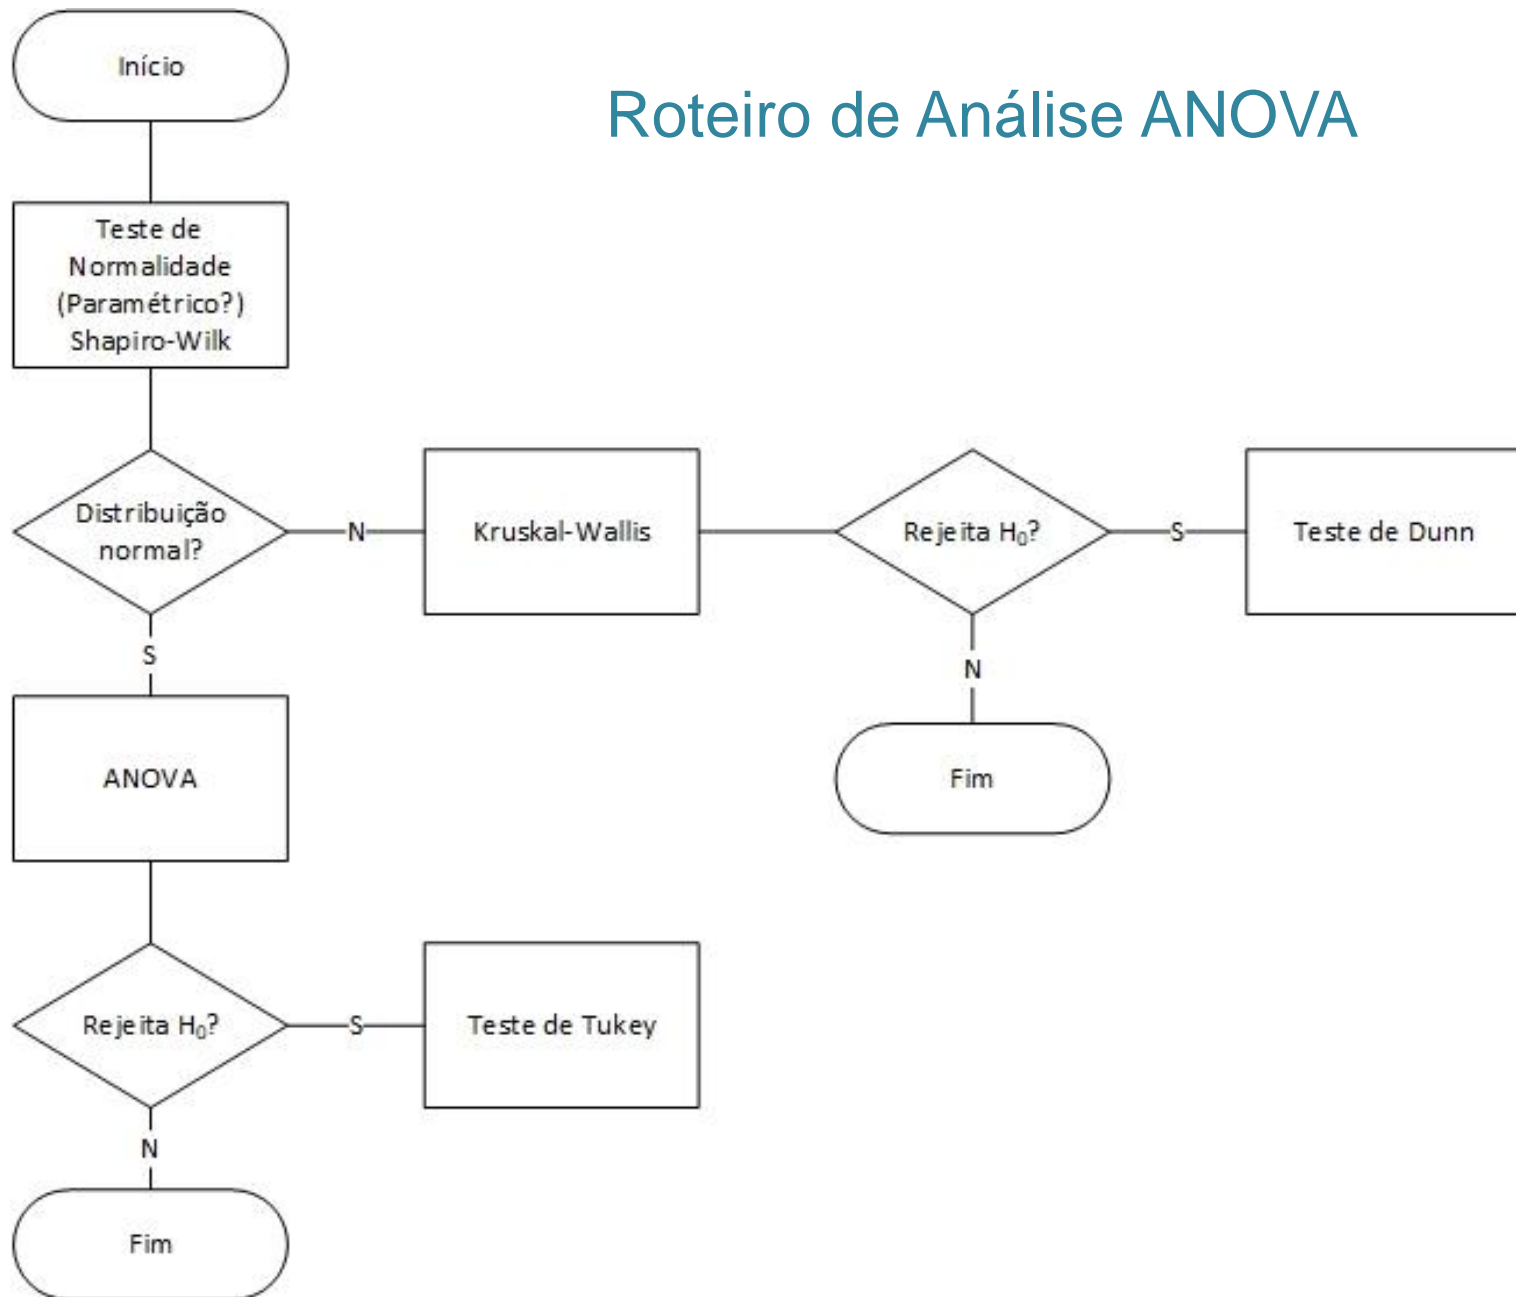 Início
Roteiro de Análise ANOVA
Teste de
Normalidade
(Paramétrico?)
Shapiro-Wilk
Distribuição
normal?
N
Kruskal-Wallis
Rejeita H₀?
S
Teste de Dunn
S
N
ANOVA
Fim
Rejeita H₀?
S
Teste de Tukey
N
Fim